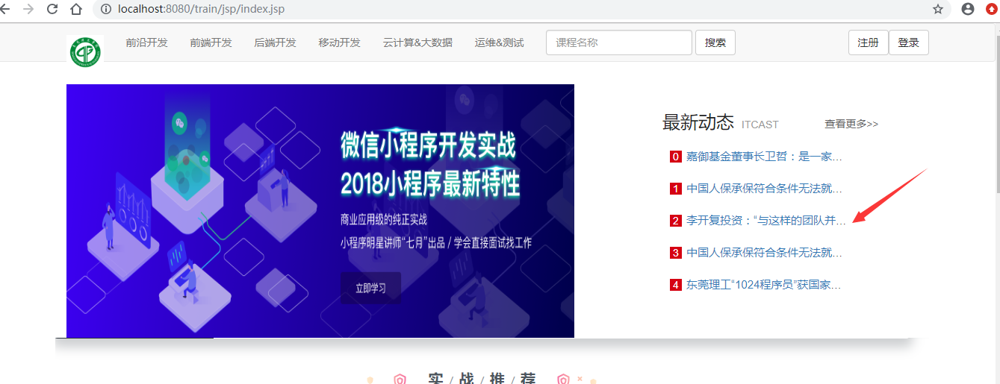 localhost:8080/train/jsp/index.jsp
前沿开发 前端开发 后端开发 移动开发 云计算&大数据 运维&测试 课程名称 搜索 注册 登录
微信小程序开发实战
2018小程序最新特性
商业应用级的纯正实战
小程序明星讲师“七月”出品 / 学会直接面试找工作
立即学习
最新动态 ITCAST 查看更多>>
0 嘉御基金董事长卫哲：是一家...
1 中国人保承保符合条件无法就...
2 李开复投资：“与这样的团队并...
3 中国人保承保符合条件无法就...
4 东莞理工“1024程序员”获国家...
实 / 战 / 推 / 荐